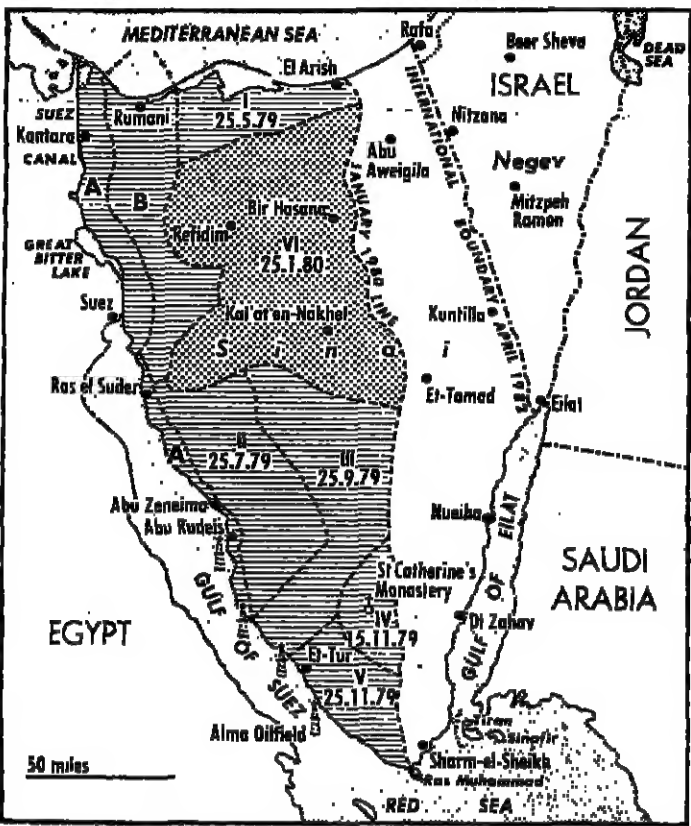 MEDITERRANEAN SEA
Rafa
Beer Sheva
DEAD
SEA
El Arish
ISRAEL
SUEZ
Rumani
I
25.5.79
INTERNATIONAL
Nitzana
Kantara
CANAL
Abu
Aweigila
Negev
A
B
JANUARY 1980 LINE
Mitzpeh
Ramon
Bir Hasana
Refidim
VI
25.1.80
BOUNDARY
APRIL 1982
JORDAN
GREAT
BITTER
LAKE
Suez
Kal'at en-Nakhel
Kuntilla
S i n a i
Ras el Suder
Et-Tamad
Eilat
A
II
25.7.79
III
25.9.79
Abu Zeneima
Abu Rudeis
Nueiba
GULF OF EILAT
St Catherine's
Monastery
SAUDI
ARABIA
EGYPT
GULF OF SUEZ
IV
15.11.79
Di Zahav
Et-Tur
V
25.11.79
Alma Oilfield
Tiran
Sinafir
Sharm-el-Sheikh
Ras Muhammad
50 miles
RED SEA